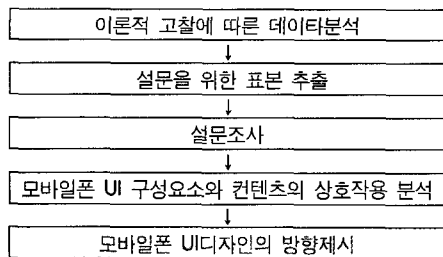 이론적 고찰에 따른 데이타분석
설문을 위한 표본 추출
설문조사
모바일폰 UI 구성요소와 컨텐츠의 상호작용 분석
모바일폰 UI디자인의 방향제시